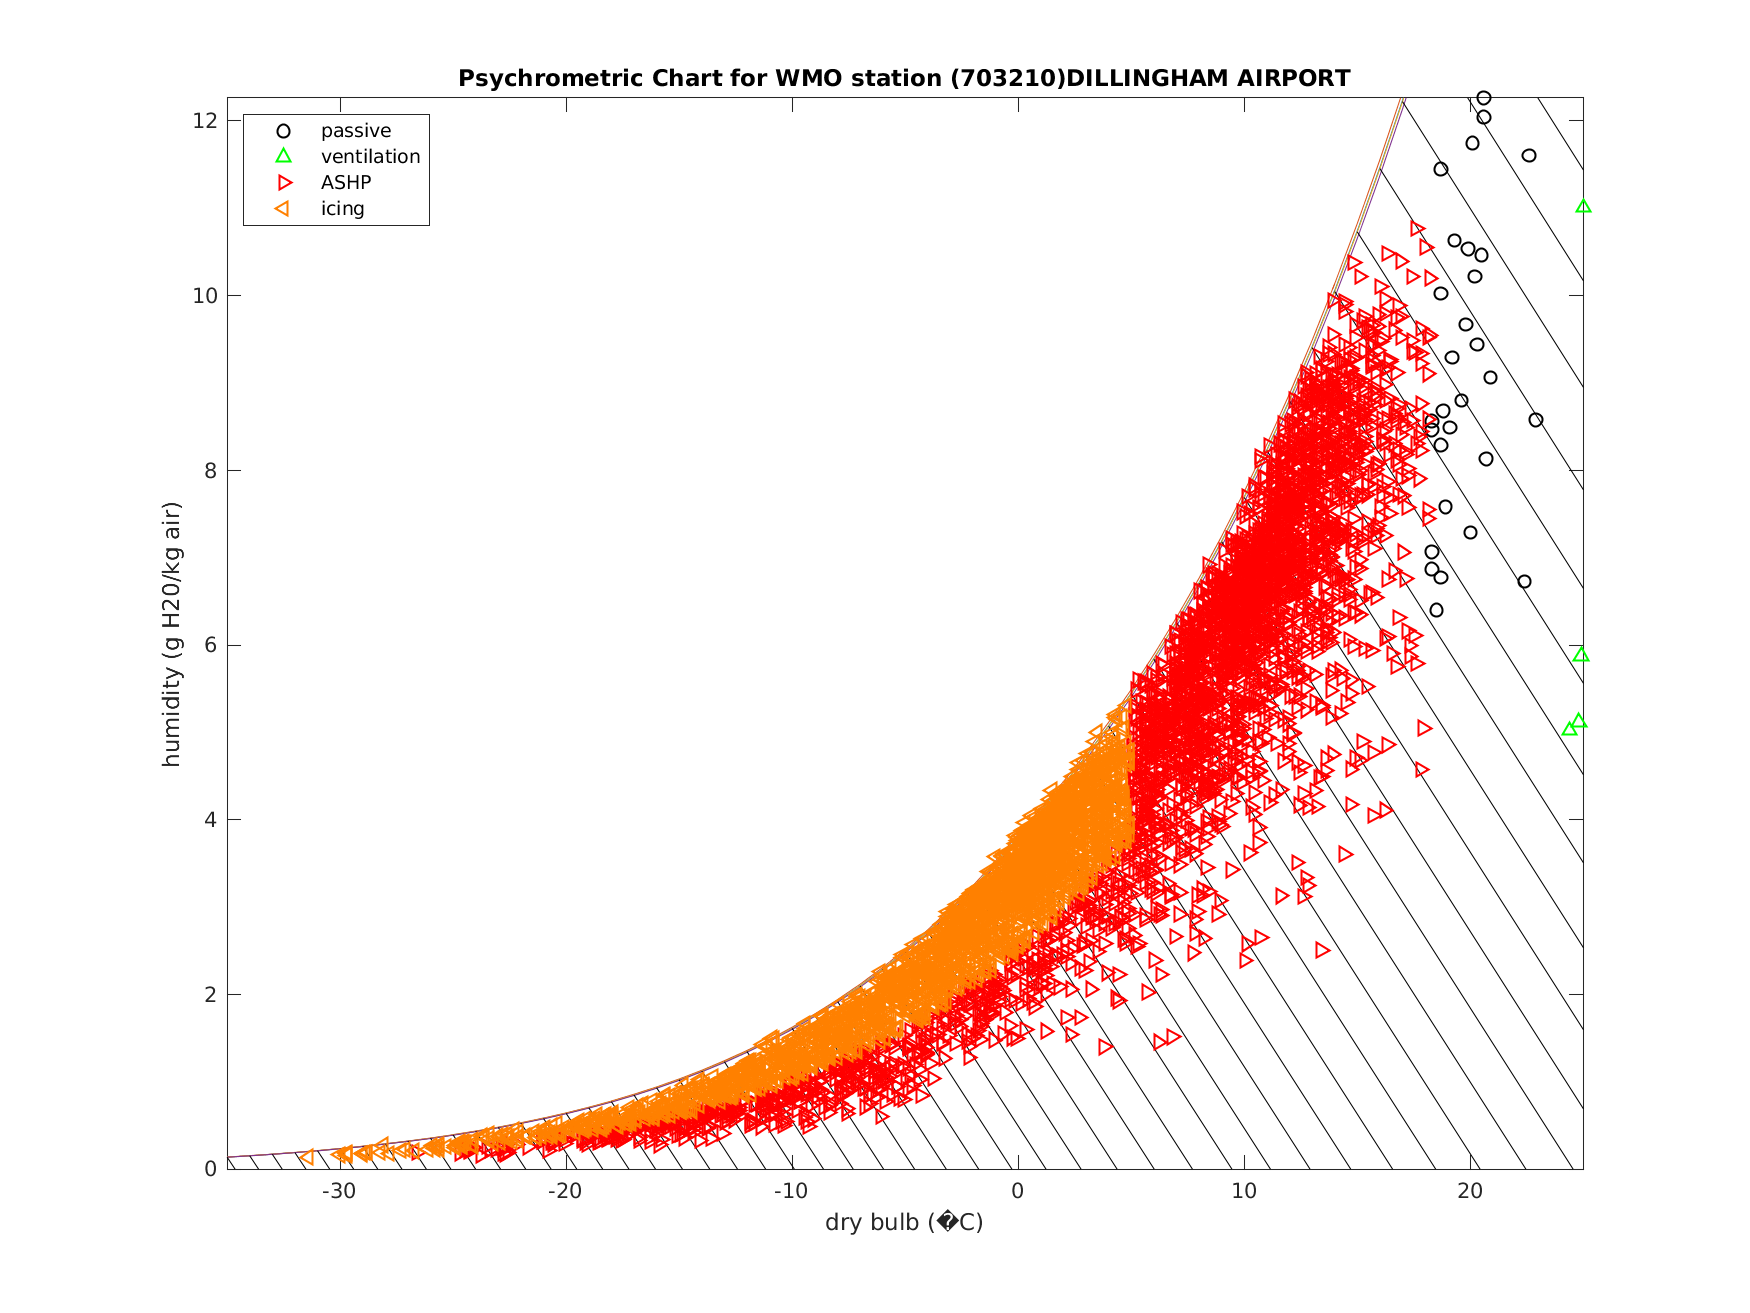 Psychrometric Chart for WMO station (703210)DILLINGHAM AIRPORT
passive
ventilation
ASHP
icing
humidity (g H20/kg air)
12
10
8
6
4
2
0
-30
-20
-10
0
10
20
dry bulb (�C)